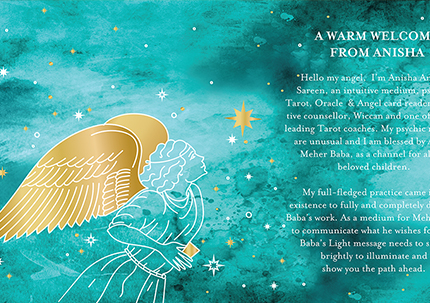 A WARM WELCOM
FROM ANISHA
"Hello my angel, I'm Anisha An
Sareen, an intuitive medium, ps
Tarot, Oracle & Angel card reader
tive counsellor, Wiccan and one of
leading Tarot coaches. My psychic
are unusual and I am blessed by A
Meher Baba, as a channel for a
beloved children.
My full-fledged practice came
existence to fully and completely d
Baba's work. As a medium for Meh
to communicate what he wishes fo
Baba's Light message needs to s
brightly to illuminate and
show you the path ahead.